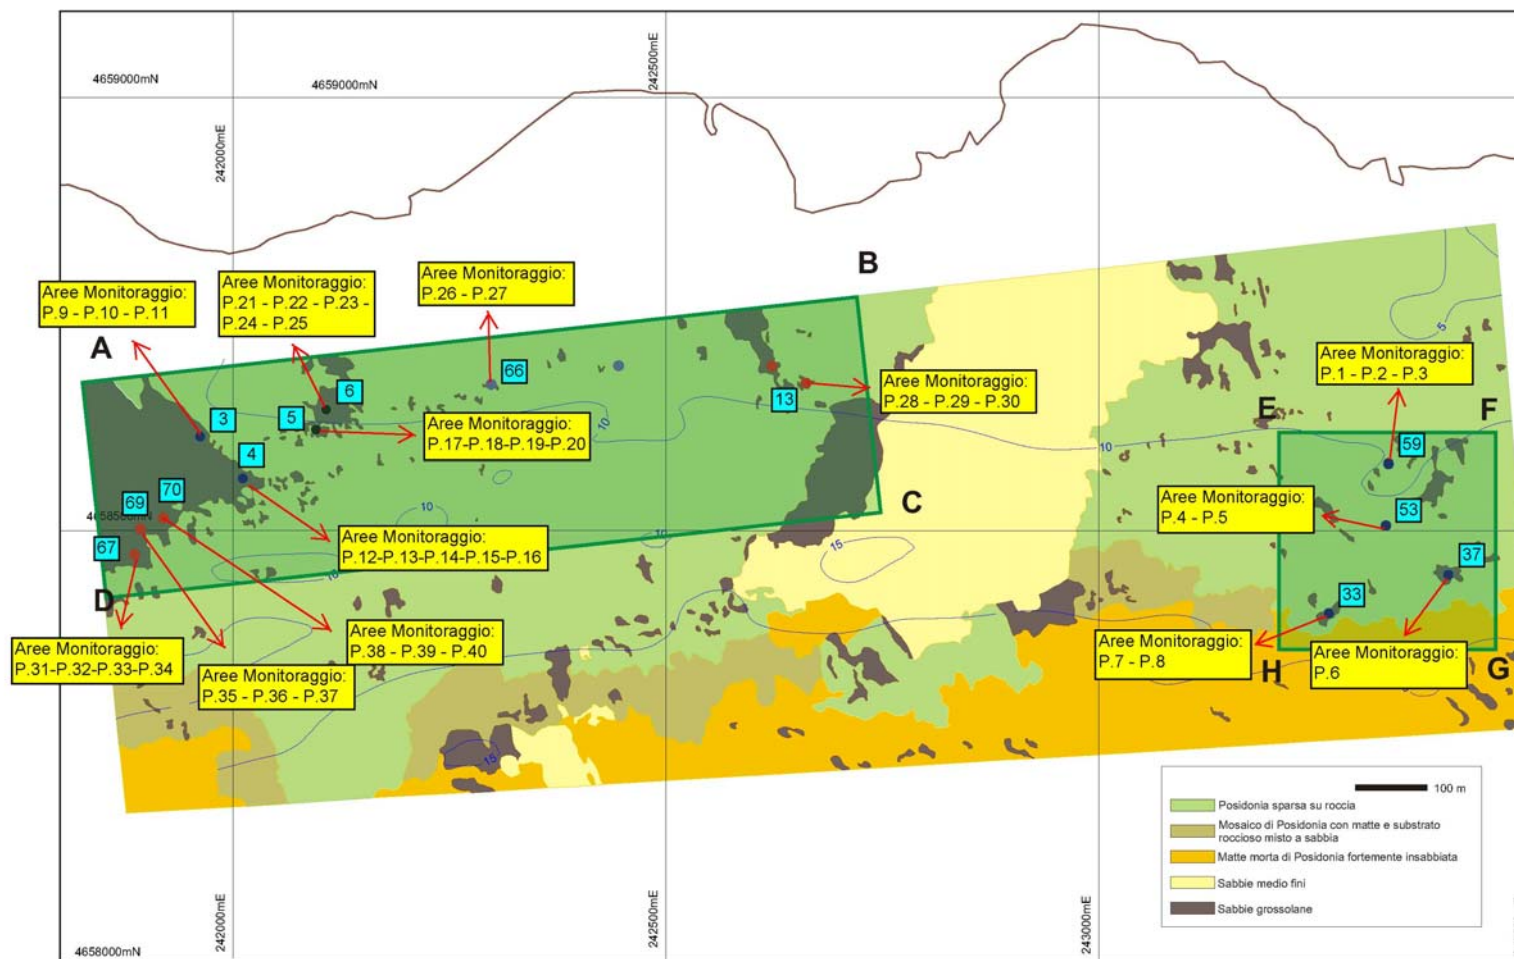 4659000mN
4659000mN
242000mE
242500mE
Aree Monitoraggio:
P.9 - P.10 - P.11
Aree Monitoraggio:
P.21 - P.22 - P.23 -
P.24 - P.25
Aree Monitoraggio:
P.26 - P.27
B
A
5
Aree Monitoraggio:
P.1 - P.2 - P.3
66
6
5
3
13
Aree Monitoraggio:
P.28 - P.29 - P.30
E
F
10
10
Aree Monitoraggio:
P.17-P.18-P.19-P.20
59
4
70
69
10
C
Aree Monitoraggio:
P.4 - P.5
53
4658500mN
67
10
Aree Monitoraggio:
P.12-P.13-P.14-P.15-P.16
10
15
37
D
33
Aree Monitoraggio:
P.31-P.32-P.33-P.34
Aree Monitoraggio:
P.38 - P.39 - P.40
Aree Monitoraggio:
P.35 - P.36 - P.37
Aree Monitoraggio:
P.7 - P.8
H
Aree Monitoraggio:
P.6
G
15
100 m
Posidonia sparsa su roccia
Mosaico di Posidonia con matte e substrato
roccioso misto a sabbia
Matte morta di Posidonia fortemente insabbiata
Sabbie medio fini
Sabbie grossolane
242000mE
242500mE
243000mE
4658000mN